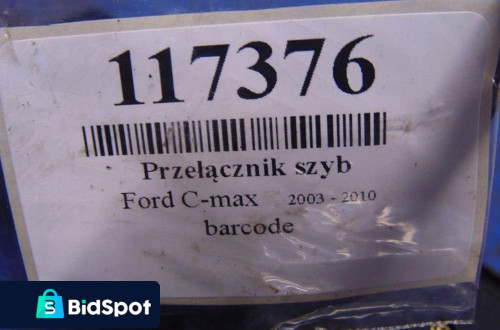 117376
Przełącznik szyb
Ford C-max 2003 - 2010
barcode
BidSpot